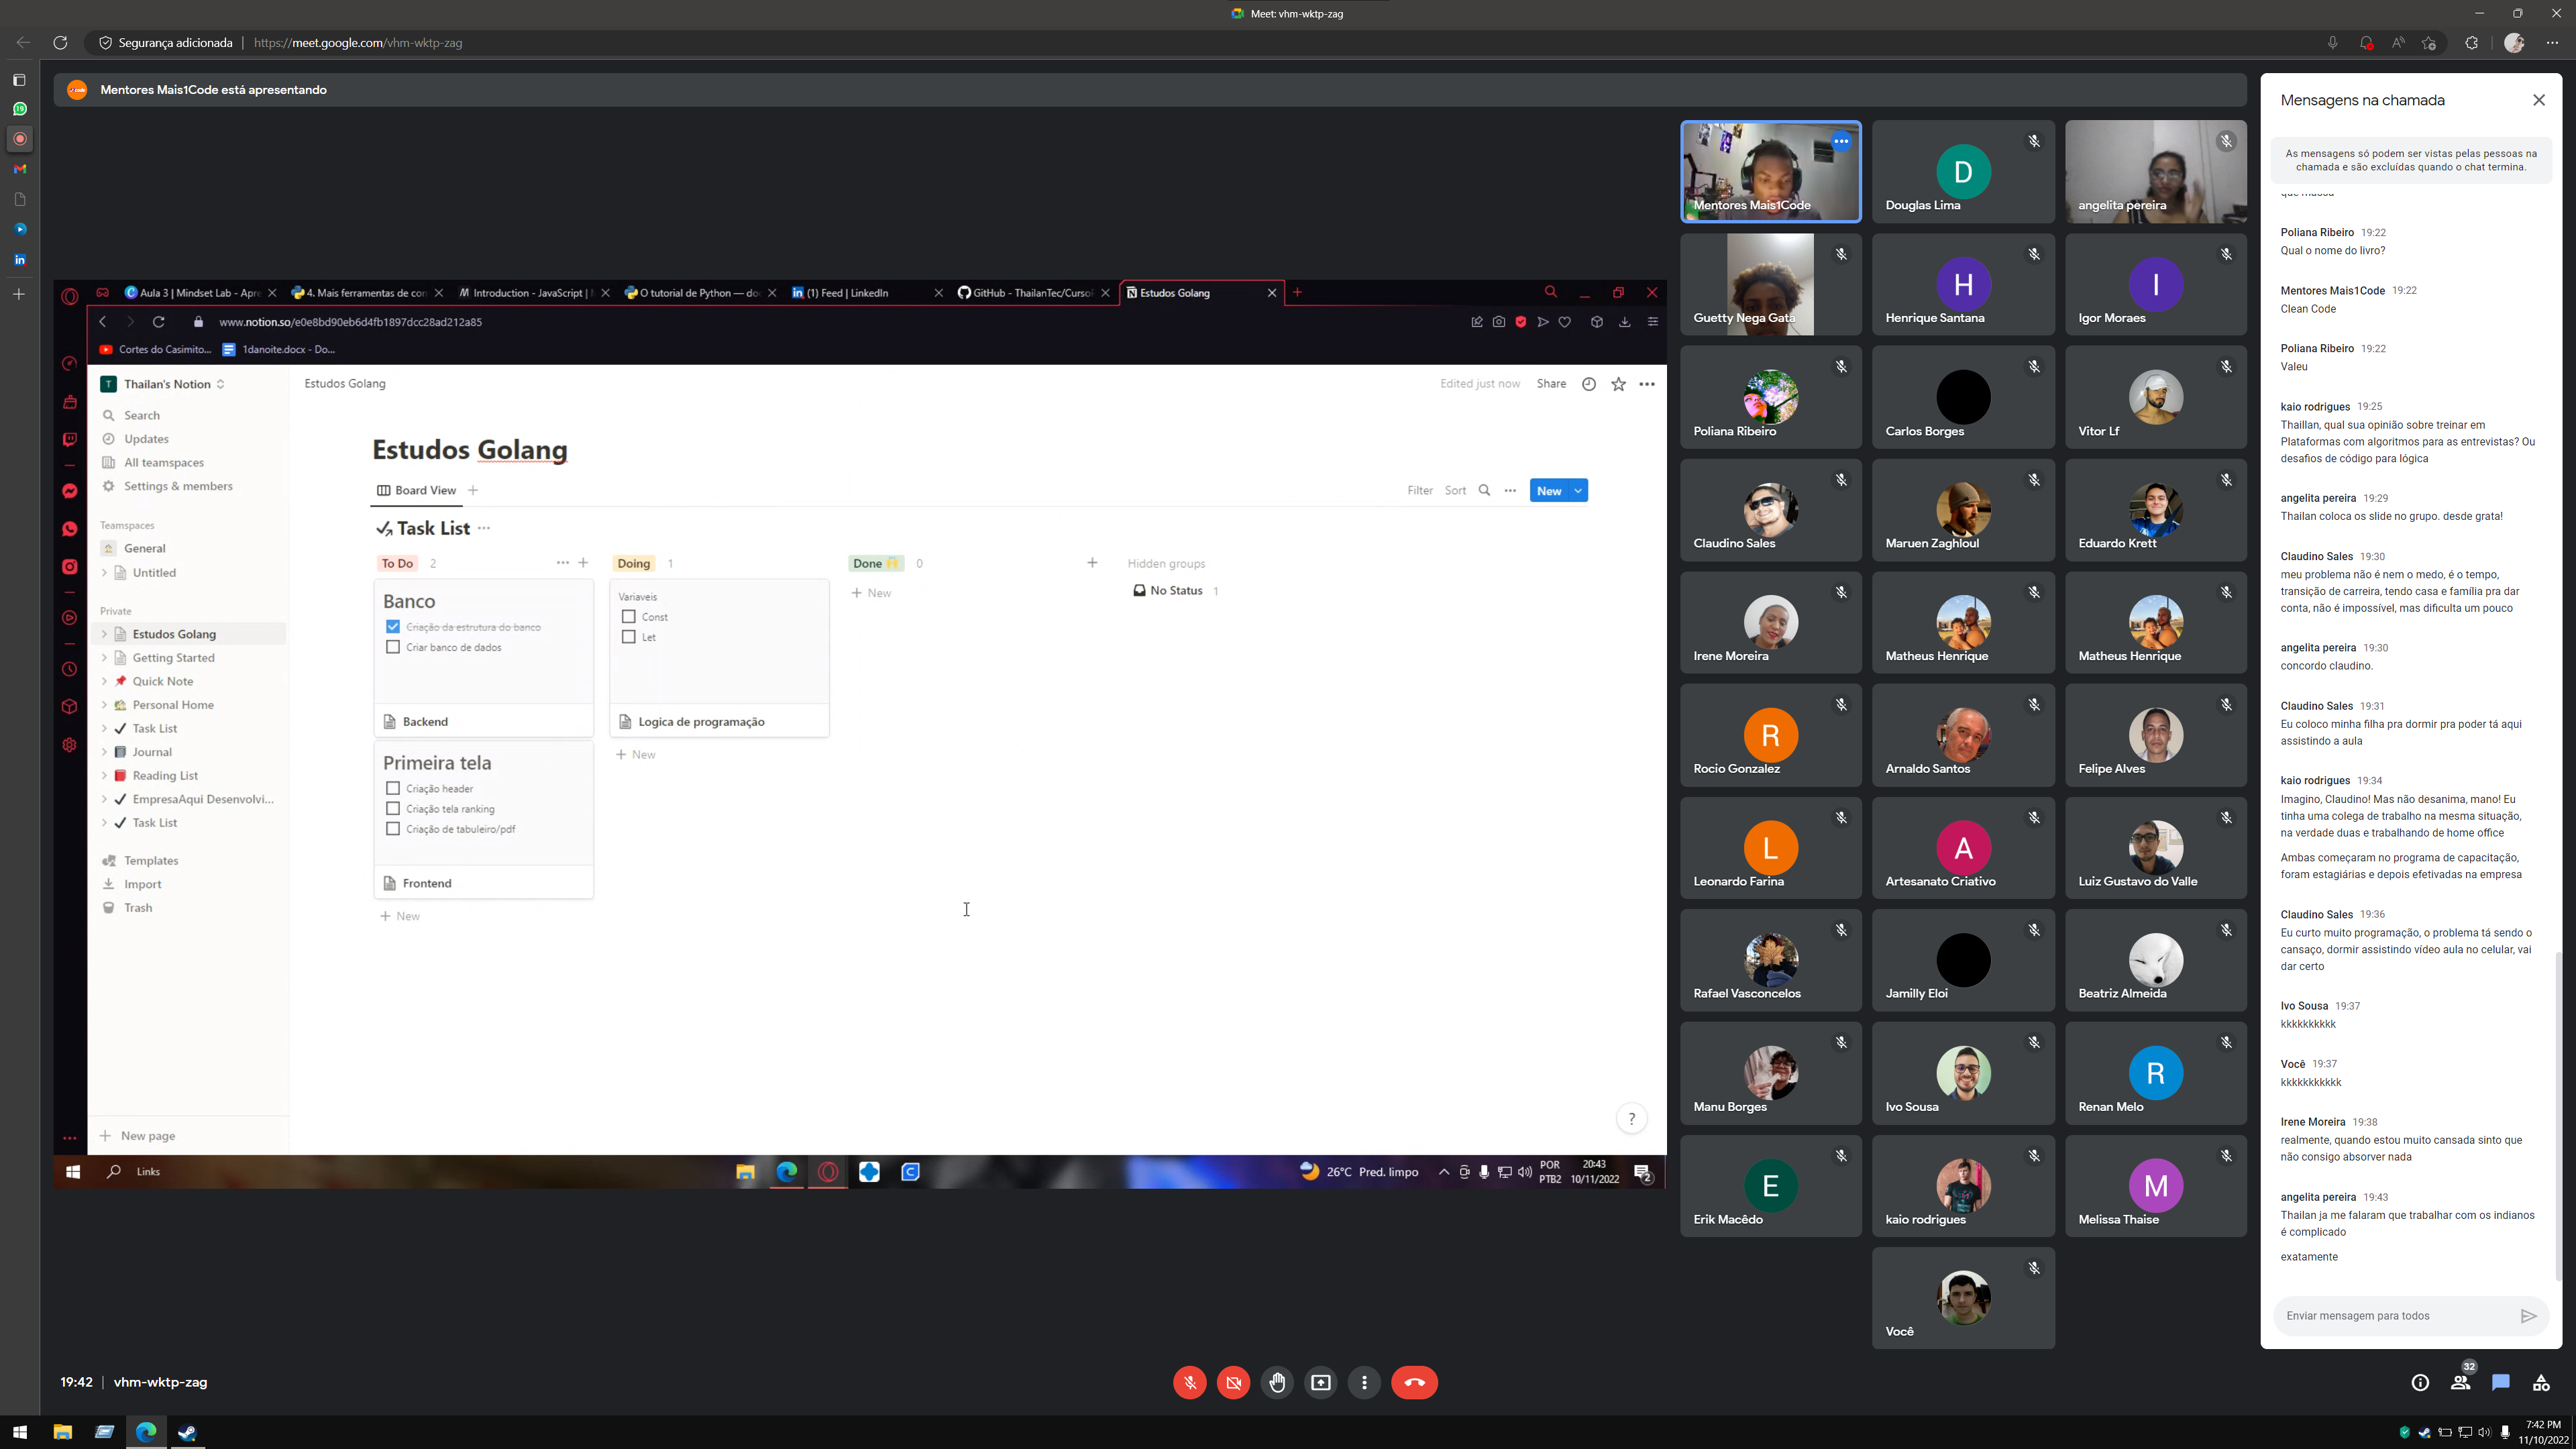 Meet: vhm-wktp-zag
Segurança adicionada
https://meet.google.com/vhm-wktp-zag
Mentores Mais1Code está apresentando
Aula 3 | Mindset Lab - Apre
4. Mais ferramentas de con
Introduction - JavaScript |
O tutorial de Python — do
(1) Feed | LinkedIn
GitHub - ThailanTec/Curso
Estudos Golang
www.notion.so/e0e8bd90eb6d4fb1897dcc28ad212a85
Cortes do Casimito...
1danoite.docx - Do...
T
Thailan's Notion
Search
Updates
All teamspaces
Settings & members
Teamspaces
General
Untitled
Private
Estudos Golang
Getting Started
Quick Note
Personal Home
Task List
Journal
Reading List
EmpresaAqui Desenvolvi...
Task List
Templates
Import
Trash
New page
Estudos Golang
Edited just now
Share
Estudos Golang
Board View
Filter
Sort
New
Task List
To Do 2
Doing 1
Done 0
Hidden groups
No Status 1
Banco
Criação da estrutura do banco
Criar banco de dados
Backend
Primeira tela
Criação header
Criação tela ranking
Criação de tabuleiro/pdf
Frontend
New
Variaveis
Const
Let
Logica de programação
New
New
?
Links
26°C Pred. limpo
POR
PTB2
20:43
10/11/2022
2
Mentores Mais1Code
D
Douglas Lima
angelita pereira
Guetty Nega Gata
H
Henrique Santana
I
Igor Moraes
Poliana Ribeiro
Carlos Borges
Vitor Lf
Claudino Sales
Maruen Zaghloul
Eduardo Krett
Irene Moreira
Matheus Henrique
Matheus Henrique
R
Rocio Gonzalez
Arnaldo Santos
Felipe Alves
L
Leonardo Farina
A
Artesanato Criativo
Luiz Gustavo do Valle
Rafael Vasconcelos
Jamilly Eloi
Beatriz Almeida
Manu Borges
Ivo Sousa
R
Renan Melo
E
Erik Macêdo
kaio rodrigues
M
Melissa Thaise
Você
Mensagens na chamada
As mensagens só podem ser vistas pelas pessoas na
chamada e são excluídas quando o chat termina.
que massa
Poliana Ribeiro 19:22
Qual o nome do livro?
Mentores Mais1Code 19:22
Clean Code
Poliana Ribeiro 19:22
Valeu
kaio rodrigues 19:25
Thaillan, qual sua opinião sobre treinar em
Plataformas com algoritmos para as entrevistas? Ou
desafios de código para lógica
angelita pereira 19:29
Thailan coloca os slide no grupo. desde grata!
Claudino Sales 19:30
meu problema não é nem o medo, é o tempo,
transição de carreira, tendo casa e família pra dar
conta, não é impossível, mas dificulta um pouco
angelita pereira 19:30
concordo claudino.
Claudino Sales 19:31
Eu coloco minha filha pra dormir pra poder tá aqui
assistindo a aula
kaio rodrigues 19:34
Imagino, Claudino! Mas não desanima, mano! Eu
tinha uma colega de trabalho na mesma situação,
na verdade duas e trabalhando de home office
Ambas começaram no programa de capacitação,
foram estagiárias e depois efetivadas na empresa
Claudino Sales 19:36
Eu curto muito programação, o problema tá sendo o
cansaço, dormir assistindo vídeo aula no celular, vai
dar certo
Ivo Sousa 19:37
kkkkkkkkkk
Você 19:37
kkkkkkkkkkk
Irene Moreira 19:38
realmente, quando estou muito cansada sinto que
não consigo absorver nada
angelita pereira 19:43
Thailan ja me falaram que trabalhar com os indianos
é complicado
exatamente
Enviar mensagem para todos
19:42 | vhm-wktp-zag
32
7:42 PM
11/10/2022